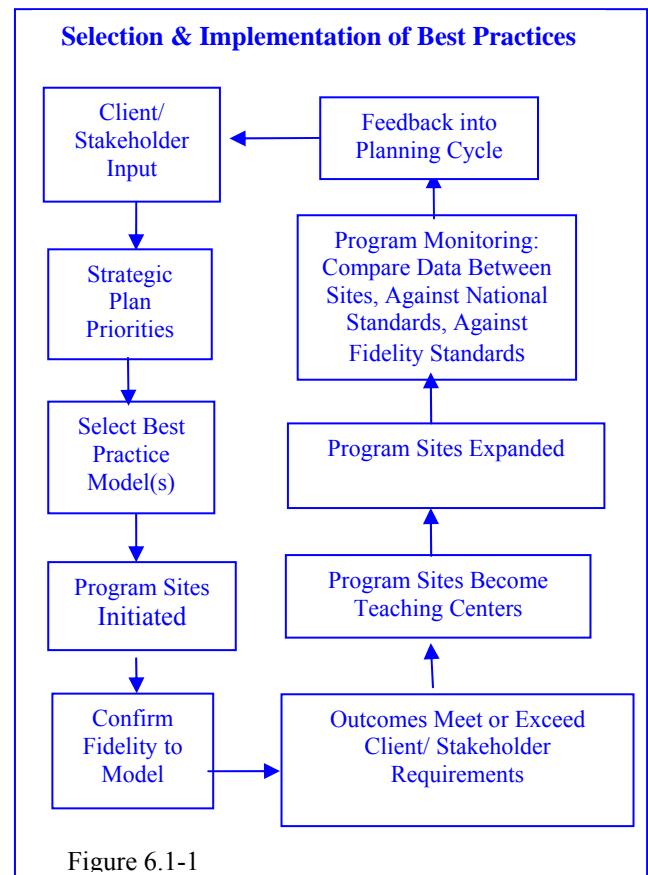 Selection & Implementation of Best Practices
Client/
Stakeholder
Input
Strategic
Plan
Priorities
Select Best
Practice
Model(s)
Program Sites
Initiated
Confirm
Fidelity to
Model
Outcomes Meet or Exceed
Client/ Stakeholder
Requirements
Program Sites Become
Teaching Centers
Program Sites Expanded
Program Monitoring:
Compare Data Between
Sites, Against National
Standards, Against
Fidelity Standards
Feedback into
Planning Cycle
Figure 6.1-1